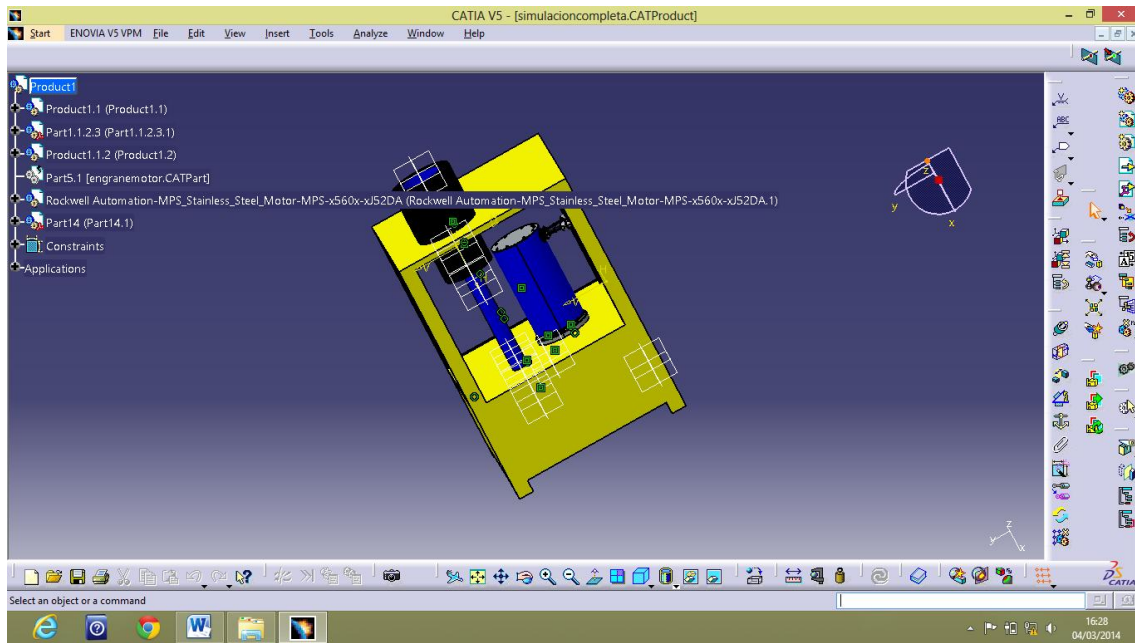 CATIA V5 - [simulacioncompleta.CATProduct]
Start ENOVIA V5 VPM File Edit View Insert Tools Analyze Window Help
Product1
Product1.1 (Product1.1)
Part1.1.2.3 (Part1.1.2.3.1)
Product1.1.2 (Product1.2)
Part5.1 [engranemotor.CATPart]
Rockwell Automation-MPS_Stainless_Steel_Motor-MPS-x560x-xJ52DA (Rockwell Automation-MPS_Stainless_Steel_Motor-MPS-x560x-xJ52DA.1)
Part14 (Part14.1)
Constraints
Applications
z
y
x
ABC
z
y
x
CATIA
Select an object or a command
16:28
04/03/2014